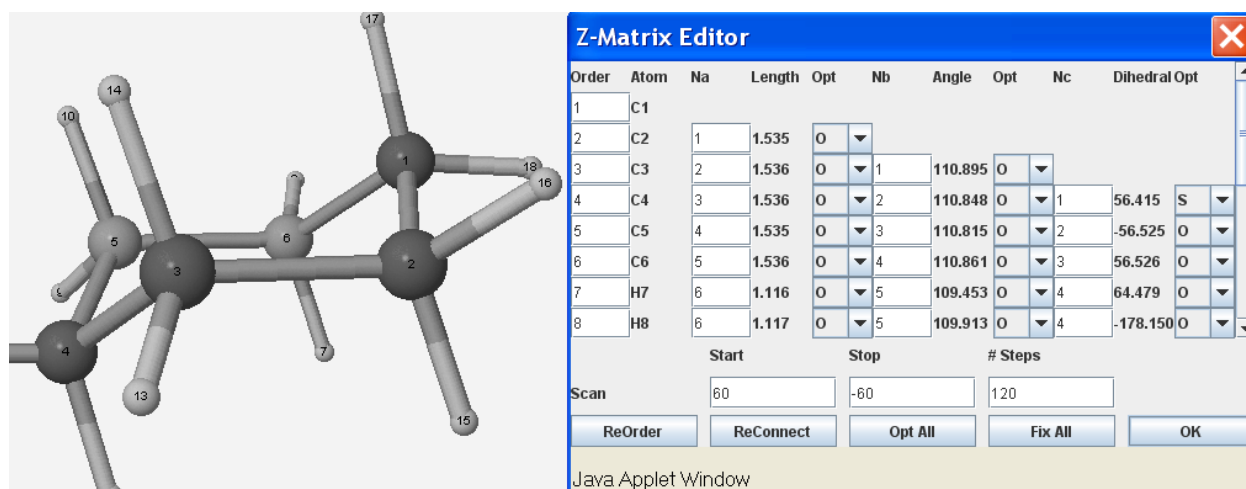 17
14
10
1
18
16
5
6
3
2
9
4
7
13
15
Z-Matrix Editor
Order Atom Na Length Opt Nb Angle Opt Nc Dihedral Opt
1 C1
2 C2 1 1.535 O
3 C3 2 1.536 O 1 110.895 O
4 C4 3 1.536 O 2 110.848 O 1 56.415 S
5 C5 4 1.535 O 3 110.815 O 2 -56.525 O
6 C6 5 1.536 O 4 110.861 O 3 56.526 O
7 H7 6 1.116 O 5 109.453 O 4 64.479 O
8 H8 6 1.117 O 5 109.913 O 4 -178.150 O
Start Stop # Steps
Scan 60 -60 120
ReOrder ReConnect Opt All Fix All OK
Java Applet Window